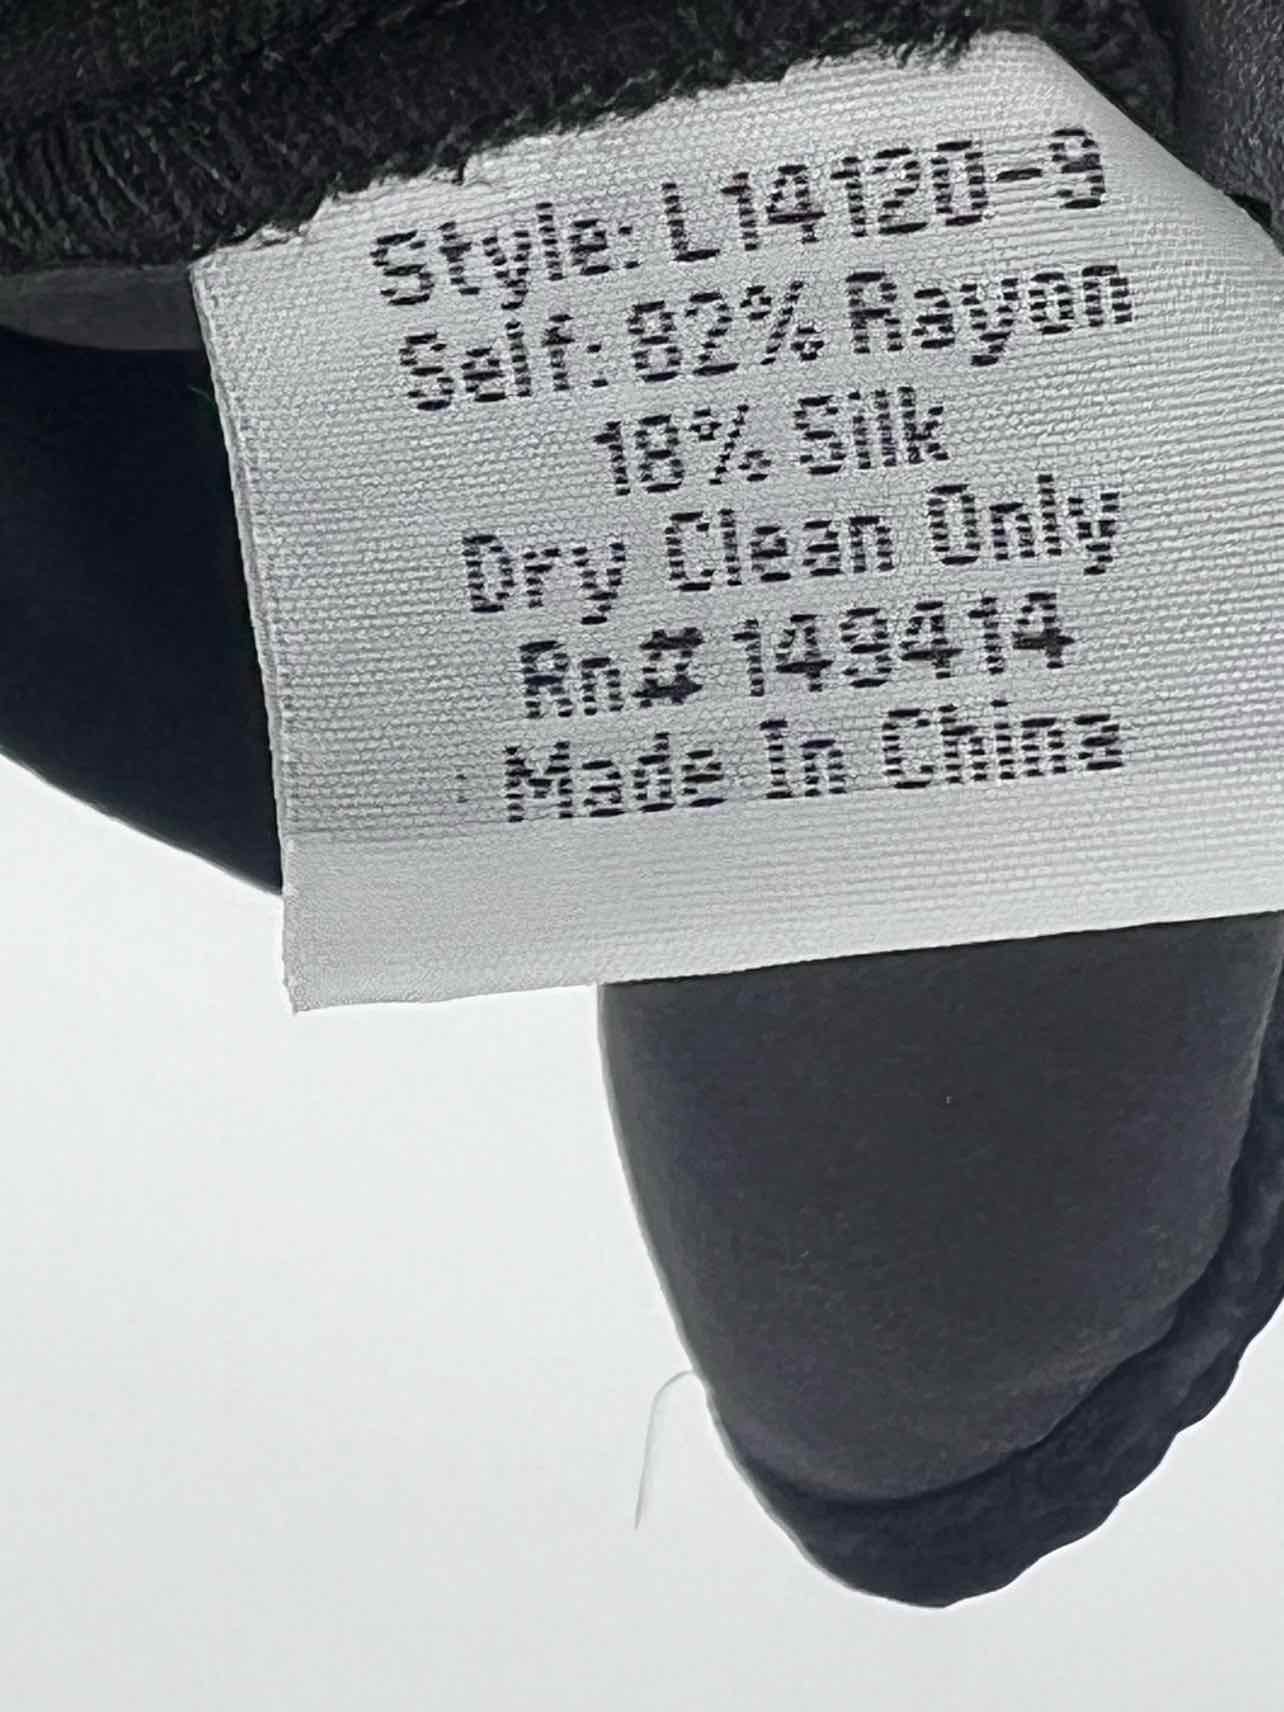 Style: L14120-9
Self: 82% Rayon
18% Silk
Dry Clean Only
Rn# 149414
Made In China